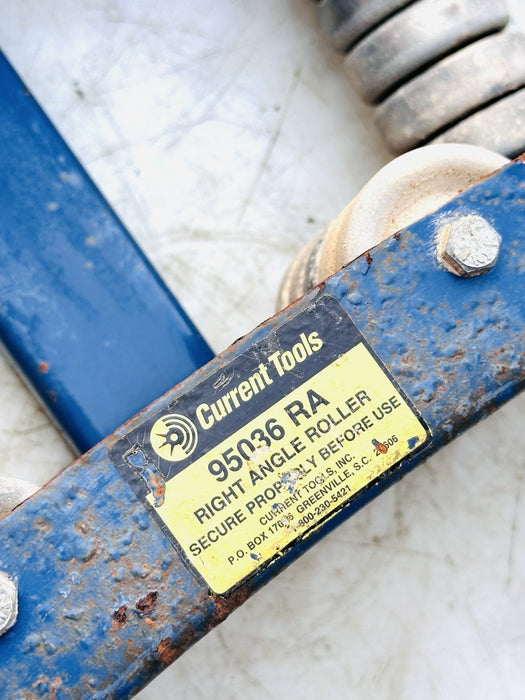 Current Tools
95036 RA
RIGHT ANGLE ROLLER
SECURE PROPERLY BEFORE USE
CURRENT TOOLS, INC.
P.O. BOX GREENVILLE, S.C.
1-800-230-5421